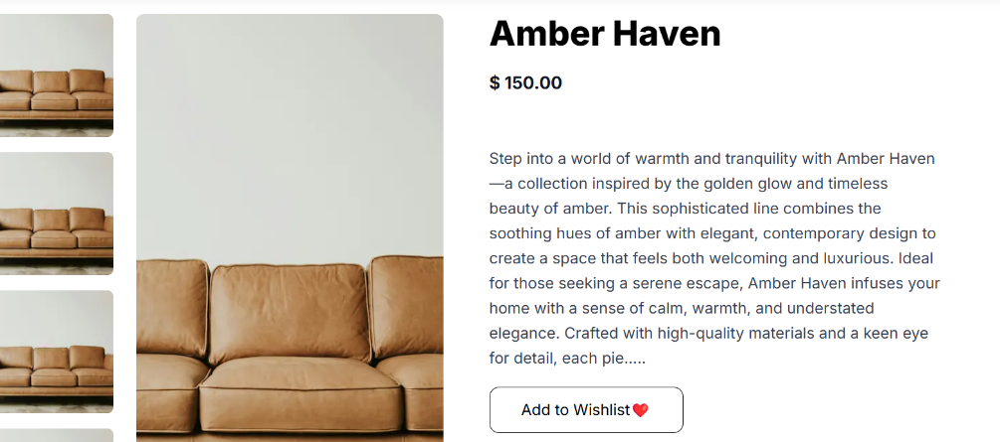 Amber Haven
$ 150.00
Step into a world of warmth and tranquility with Amber Haven
—a collection inspired by the golden glow and timeless
beauty of amber. This sophisticated line combines the
soothing hues of amber with elegant, contemporary design to
create a space that feels both welcoming and luxurious. Ideal
for those seeking a serene escape, Amber Haven infuses your
home with a sense of calm, warmth, and understated
elegance. Crafted with high-quality materials and a keen eye
for detail, each pie.....
Add to Wishlist❤️